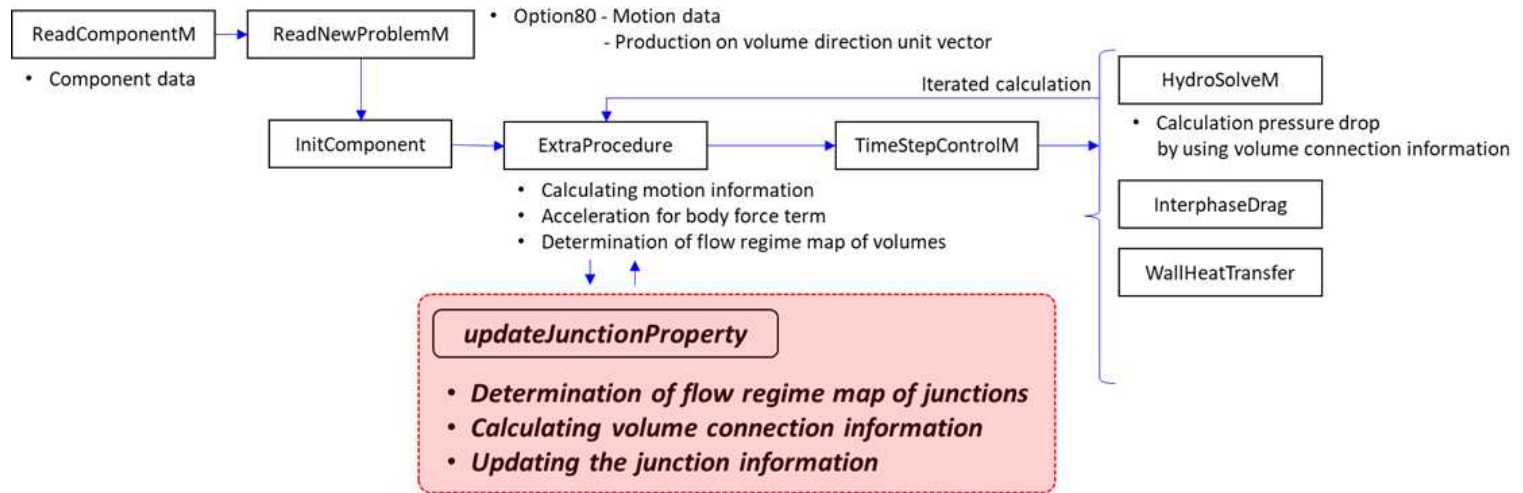 ReadComponentM
• Component data
ReadNewProblemM
• Option80 - Motion data
- Production on volume direction unit vector
InitComponent
ExtraProcedure
• Calculating motion information
• Acceleration for body force term
• Determination of flow regime map of volumes
Iterated calculation
TimeStepControlM
HydroSolveM
• Calculation pressure drop
by using volume connection information
InterphaseDrag
WallHeatTransfer
updateJunctionProperty
• Determination of flow regime map of junctions
• Calculating volume connection information
• Updating the junction information